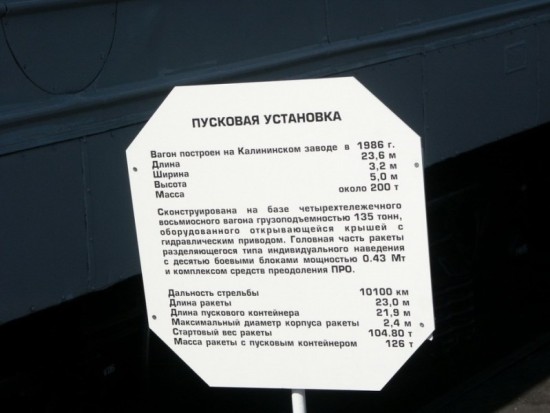 ПУСКОВАЯ УСТАНОВКА
Вагон построен на Калининском заводе в 1986 г.
Длина 23,6 м
Ширина 3,2 м
Высота 5,0 м
Масса около 200 т
Сконструирована на базе четырехтележечного
восьмиосного вагона грузоподъемностью 135 тонн,
оборудованного открывающейся крышей с
гидравлическим приводом. Головная часть ракеты
разделяющегося типа индивидуального наведения
с десятью боевыми блоками мощностью 0.43 Мт
и комплексом средств преодоления ПРО.
Дальность стрельбы 10100 км
Длина ракеты 23,0 м
Длина пускового контейнера 21,9 м
Максимальный диаметр корпуса ракеты 2,4 м
Стартовый вес ракеты 104.80 т
Масса ракеты с пусковым контейнером 126 т